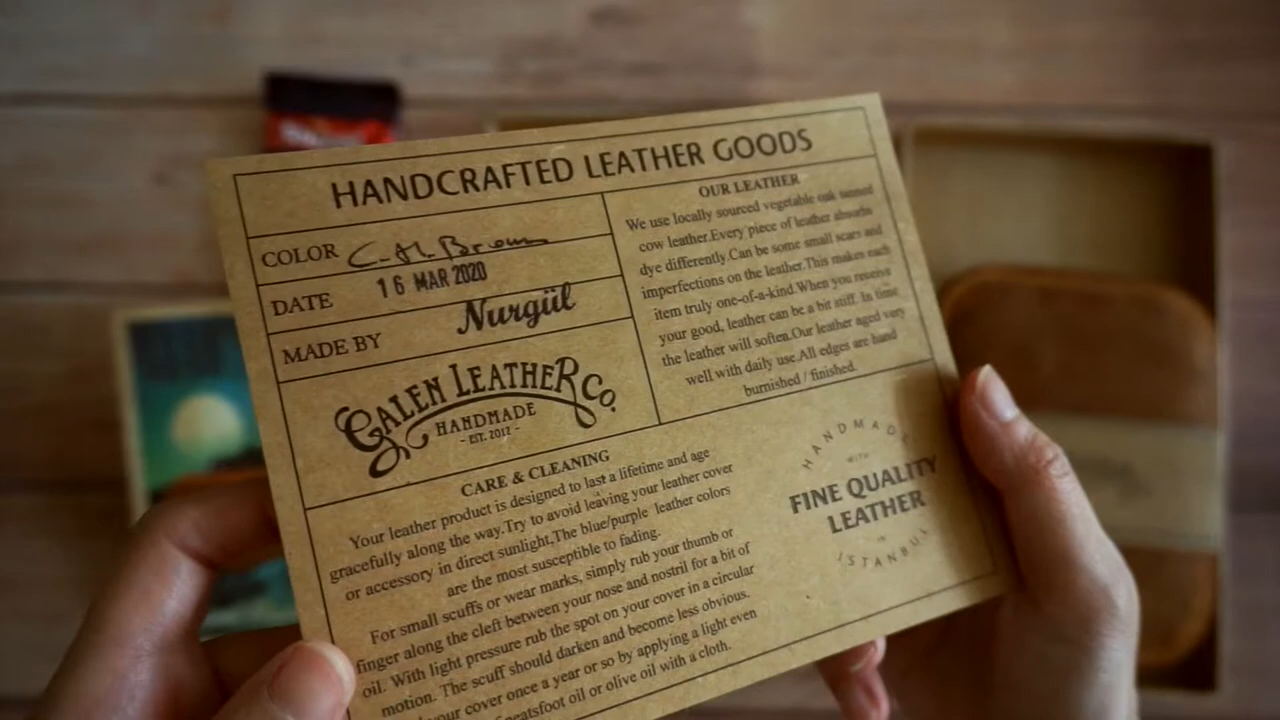 HANDCRAFTED LEATHER GOODS
COLOR C.H. Brown
DATE 16 MAR 2020
MADE BY Nurgül
GALEN LEATHER Co.
HANDMADE
- EST. 2012 -
OUR LEATHER
We use locally sourced vegetable oak tanned
cow leather.Every piece of leather absorbs
dye differently.Can be some small scars and
imperfections on the leather.This makes each
item truly one-of-a-kind.When you receive
your good, leather can be a bit stiff. In time
the leather will soften.Our leather aged very
well with daily use.All edges are hand
burnished / finished.
CARE & CLEANING
Your leather product is designed to last a lifetime and age
gracefully along the way.Try to avoid leaving your leather cover
or accessory in direct sunlight.The blue/purple leather colors
are the most susceptible to fading.
For small scuffs or wear marks, simply rub your thumb or
finger along the cleft between your nose and nostril for a bit of
oil. With light pressure rub the spot on your cover in a circular
motion. The scuff should darken and become less obvious.
your cover once a year or so by applying a light even
neatsfoot oil or olive oil with a cloth.
HANDMADE
WITH
FINE QUALITY
LEATHER
IN
ISTANBUL